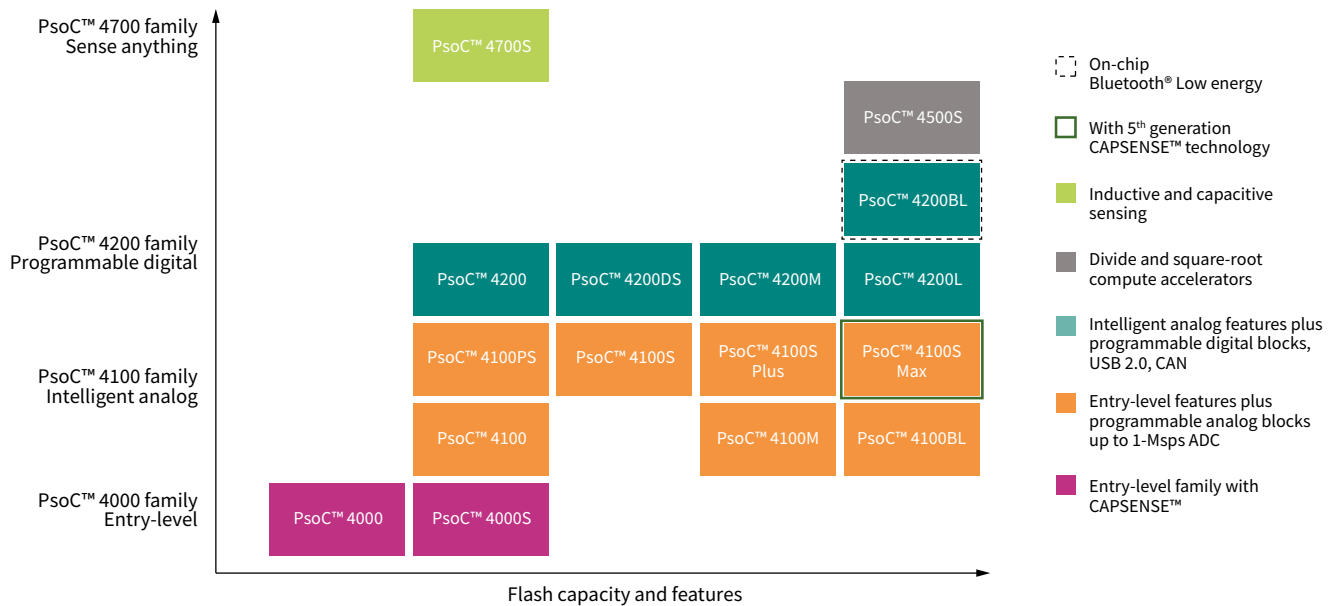 PsoC™ 4700 family
Sense anything
PsoC™ 4700S
PsoC™ 4500S
PsoC™ 4200BL
PsoC™ 4200 family
Programmable digital
PsoC™ 4200
PsoC™ 4200DS
PsoC™ 4200M
PsoC™ 4200L
PsoC™ 4100 family
Intelligent analog
PsoC™ 4100PS
PsoC™ 4100S
PsoC™ 4100S
Plus
PsoC™ 4100S
Max
PsoC™ 4100
PsoC™ 4100M
PsoC™ 4100BL
PsoC™ 4000 family
Entry-level
PsoC™ 4000
PsoC™ 4000S
Flash capacity and features
On-chip
Bluetooth® Low energy
With 5th generation
CAPSENSE™ technology
Inductive and capacitive
sensing
Divide and square-root
compute accelerators
Intelligent analog features plus
programmable digital blocks,
USB 2.0, CAN
Entry-level features plus
programmable analog blocks
up to 1-Msps ADC
Entry-level family with
CAPSENSE™